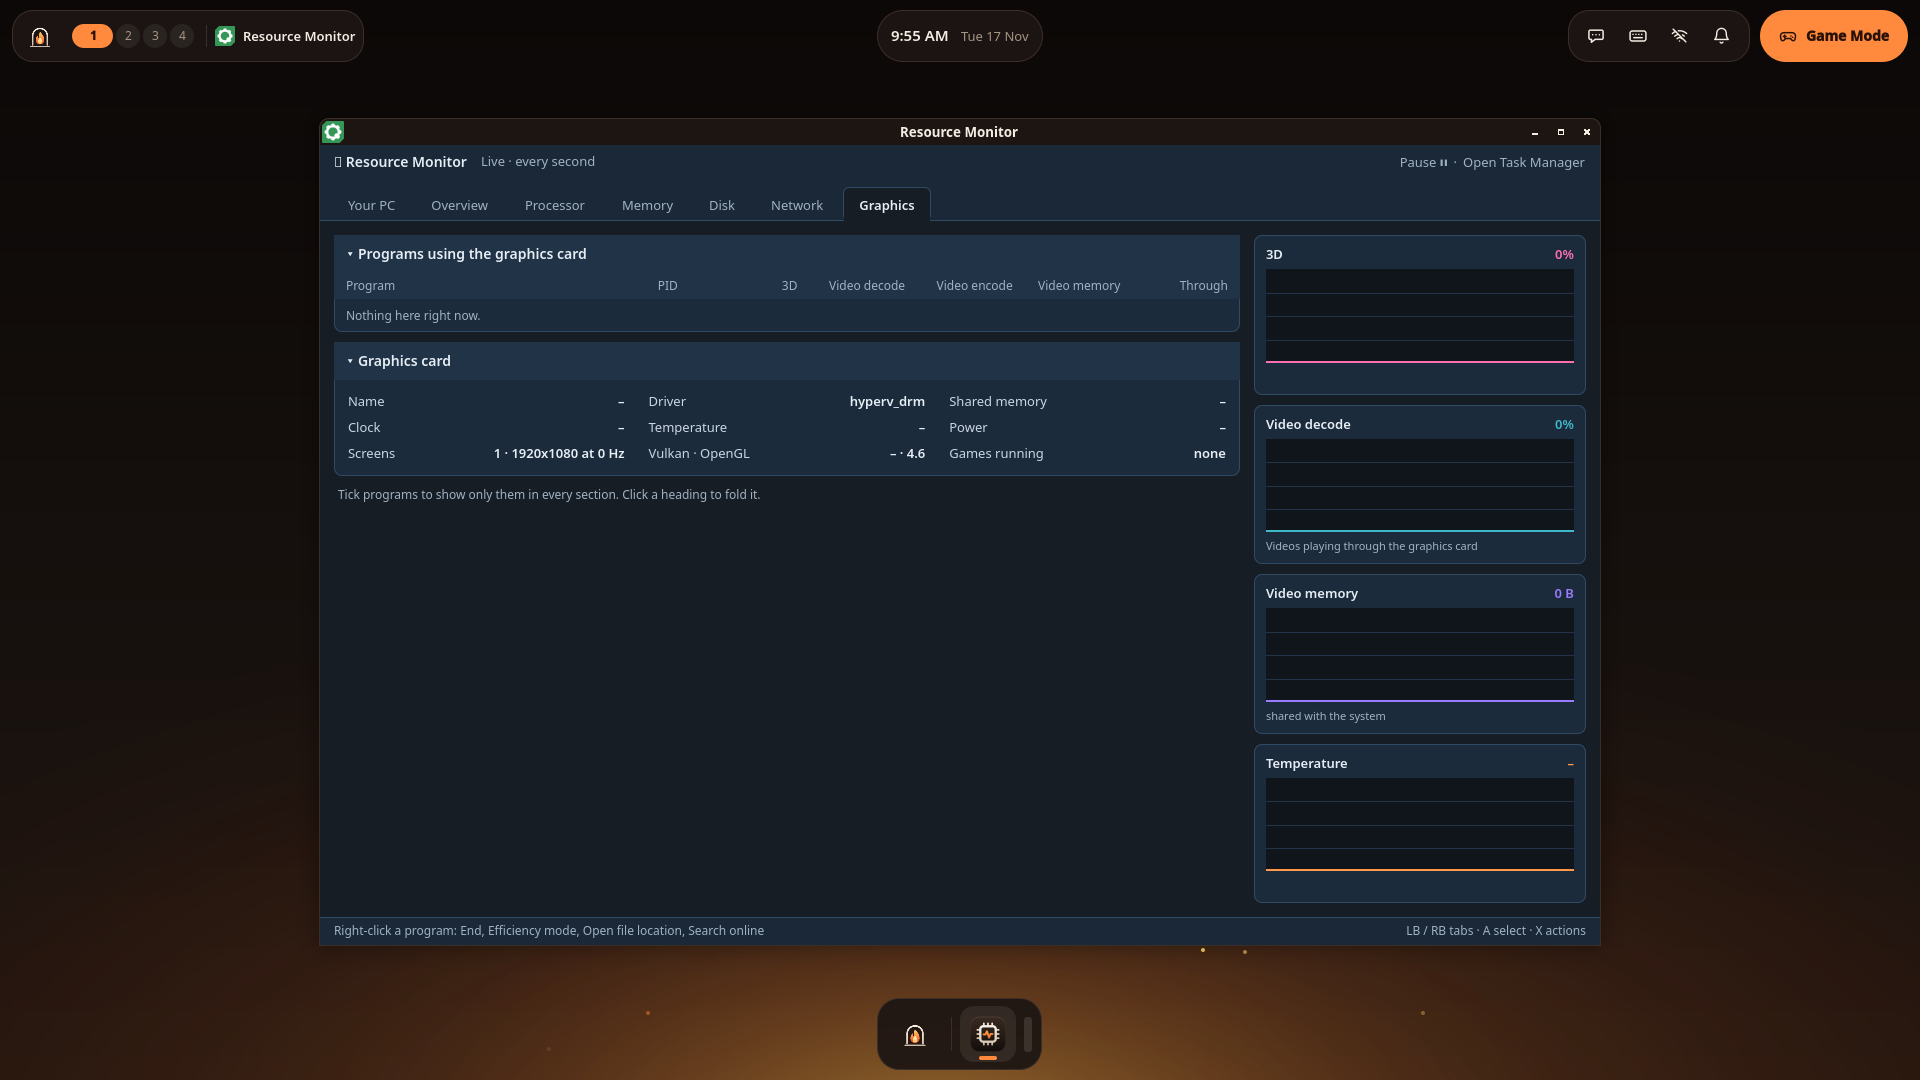 1 2 3 4 Resource Monitor
9:55 AM Tue 17 Nov
Game Mode
Resource Monitor
Resource Monitor Live · every second
Pause · Open Task Manager
Your PC Overview Processor Memory Disk Network Graphics
Programs using the graphics card
Program PID 3D Video decode Video encode Video memory Through
Nothing here right now.
Graphics card
Name – Driver hyperv_drm Shared memory –
Clock – Temperature – Power –
Screens 1 · 1920x1080 at 0 Hz Vulkan · OpenGL – · 4.6 Games running none
Tick programs to show only them in every section. Click a heading to fold it.
3D 0%
Video decode 0%
Videos playing through the graphics card
Video memory 0 B
shared with the system
Temperature –
Right-click a program: End, Efficiency mode, Open file location, Search online
LB / RB tabs · A select · X actions